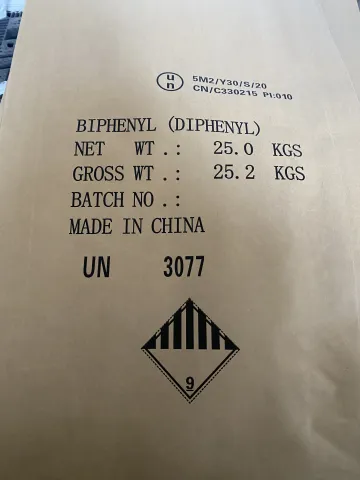 un
5M2/Y30/S/20
CN/C330215 PI:010
BIPHENYL (DIPHENYL)
NET WT.: 25.0 KGS
GROSS WT.: 25.2 KGS
BATCH NO.:
MADE IN CHINA
UN 3077
9